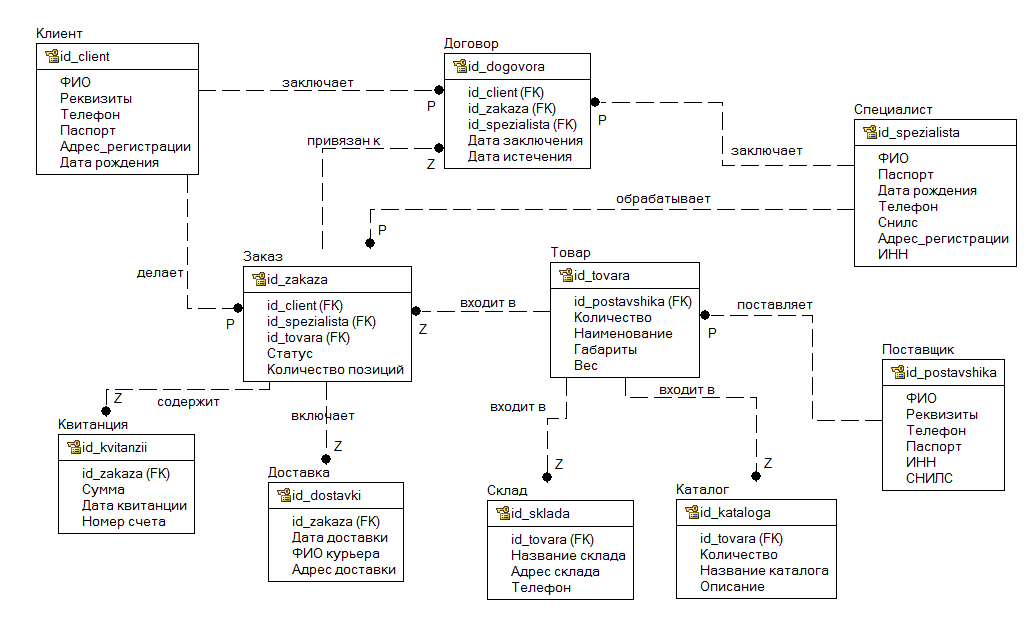 Клиент
id_client
ФИО
Реквизиты
Телефон
Паспорт
Адрес_регистрации
Дата рождения
заключает
P
Договор
id_dogovora
id_client (FK)
id_zakaza (FK)
id_spezialista (FK)
Дата заключения
Дата истечения
P
привязан к
Z
заключает
Специалист
id_spezialista
ФИО
Паспорт
Дата рождения
Телефон
Снилс
Адрес_регистрации
ИНН
обрабатывает
P
делает
P
Заказ
id_zakaza
id_client (FK)
id_spezialista (FK)
id_tovara (FK)
Статус
Количество позиций
входит в
Z
Товар
id_tovara
id_postavshika (FK)
Количество
Наименование
Габариты
Вес
поставляет
P
Поставщик
id_postavshika
ФИО
Реквизиты
Телефон
Паспорт
ИНН
СНИЛС
содержит
Z
Квитанция
id_kvitanzii
id_zakaza (FK)
Сумма
Дата квитанции
Номер счета
включает
Z
Доставка
id_dostavki
id_zakaza (FK)
Дата доставки
ФИО курьера
Адрес доставки
входит в
Z
Склад
id_sklada
id_tovara (FK)
Название склада
Адрес склада
Телефон
входит в
Z
Каталог
id_kataloga
id_tovara (FK)
Количество
Название каталога
Описание